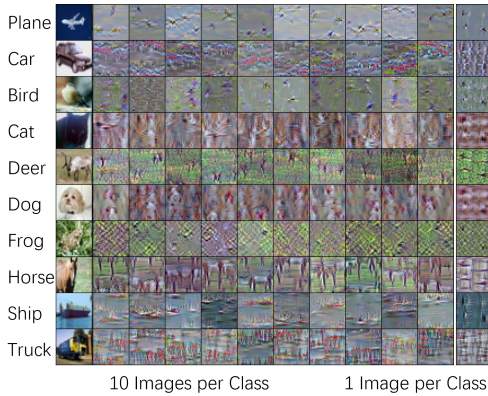 Plane
Car
Bird
Cat
Deer
Dog
Frog
Horse
Ship
Truck
10 Images per Class
1 Image per Class